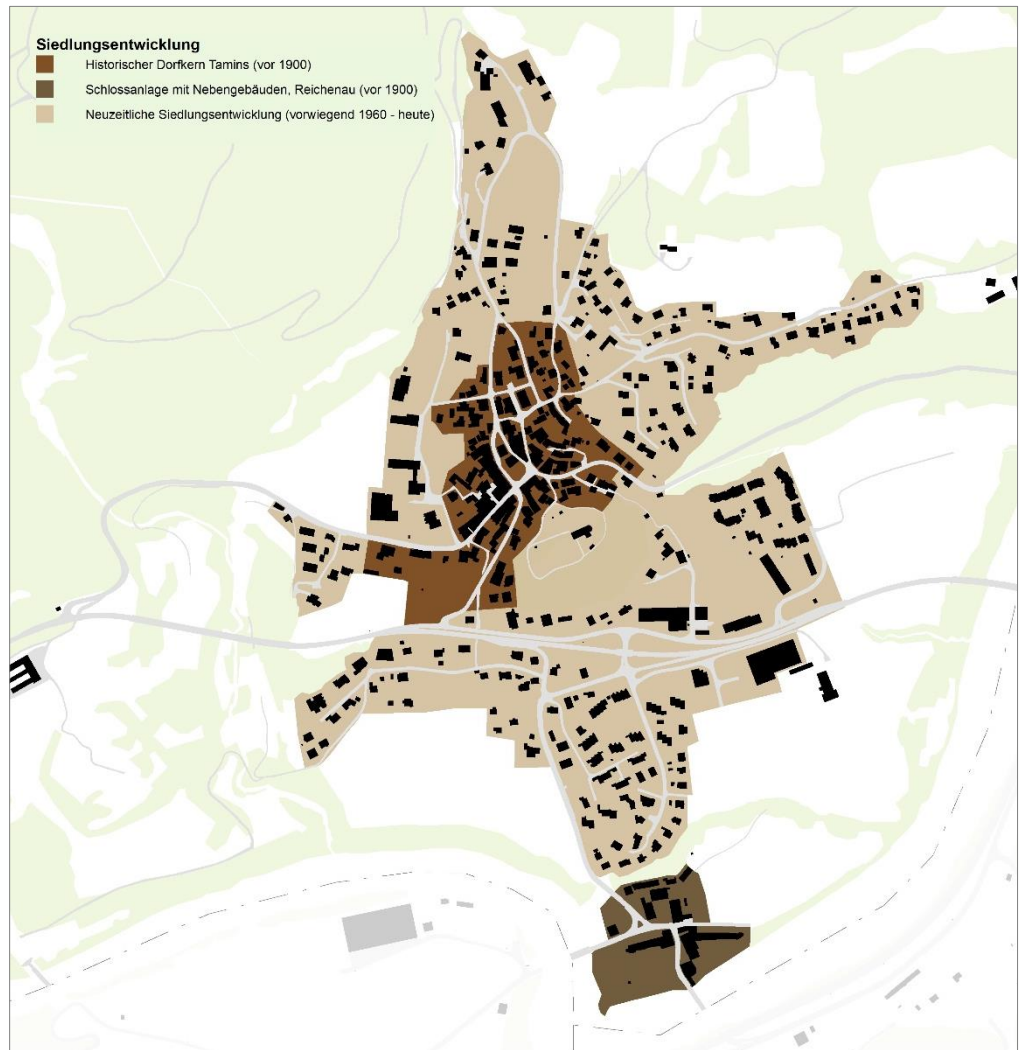 Siedlungsentwicklung
Historischer Dorfkern Tamins (vor 1900)
Schlossanlage mit Nebengebäuden, Reichenau (vor 1900)
Neuzeitliche Siedlungsentwicklung (vorwiegend 1960 - heute)